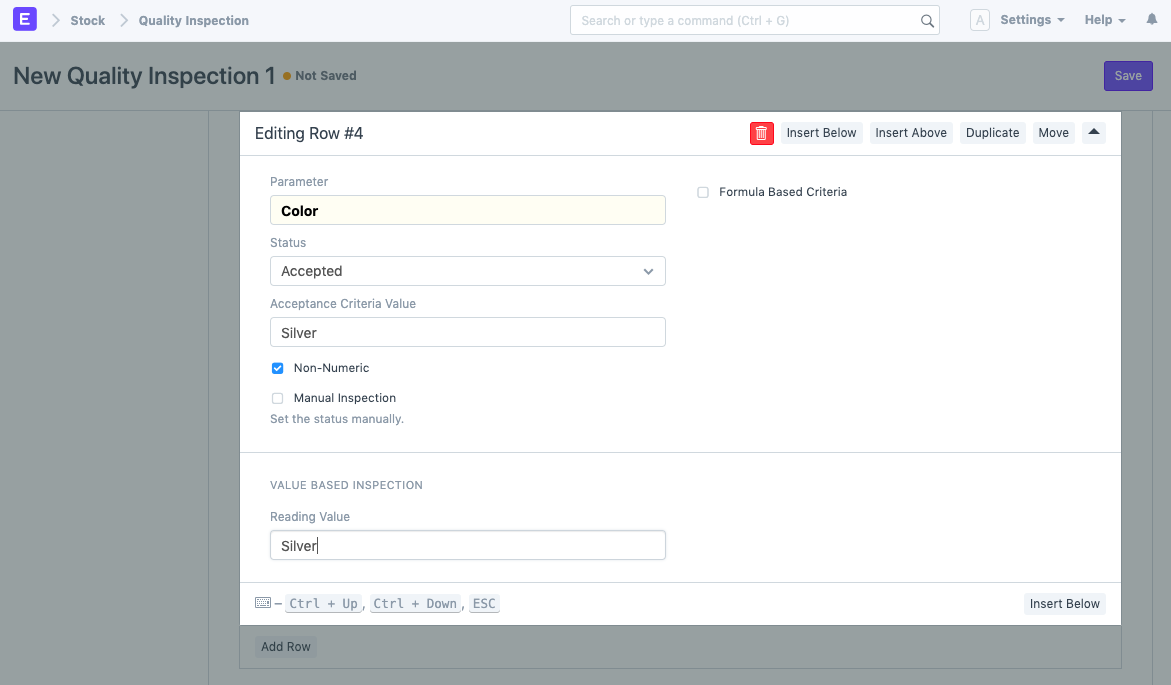 E Stock Quality Inspection Search or type a command (Ctrl + G) A Settings Help
New Quality Inspection 1 Not Saved Save
Editing Row #4 Insert Below Insert Above Duplicate Move
Parameter
Formula Based Criteria
Color
Status
Accepted
Acceptance Criteria Value
Silver
Non-Numeric
Manual Inspection
Set the status manually.
VALUE BASED INSPECTION
Reading Value
Silver
– Ctrl + Up, Ctrl + Down, ESC Insert Below
Add Row